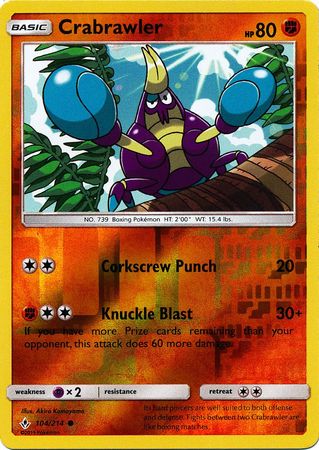 BASIC Crabrawler HP 80
NO. 739 Boxing Pokémon HT: 2'00" WT: 15.4 lbs.
Corkscrew Punch 20
Knuckle Blast 30+
If you have more Prize cards remaining than your
opponent, this attack does 60 more damage.
weakness ×2 resistance retreat
Illus. Akira Komayama
104/214
©2019 Pokémon
Its hard pincers are well suited to both offense
and defense. Fights between two Crabrawler are
like boxing matches.